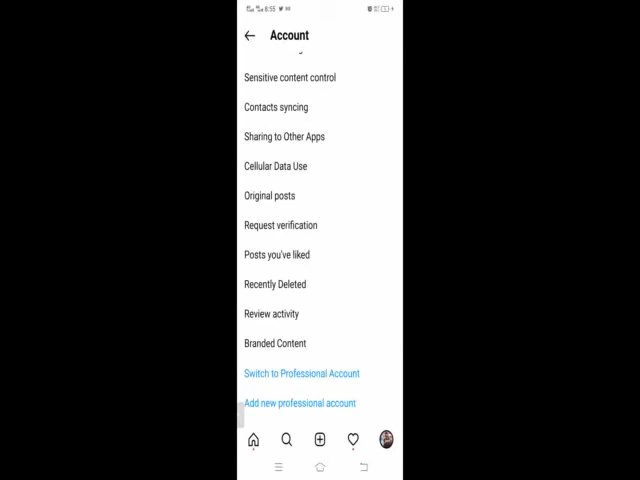 8:55
Account
Sensitive content control
Contacts syncing
Sharing to Other Apps
Cellular Data Use
Original posts
Request verification
Posts you've liked
Recently Deleted
Review activity
Branded Content
Switch to Professional Account
Add new professional account